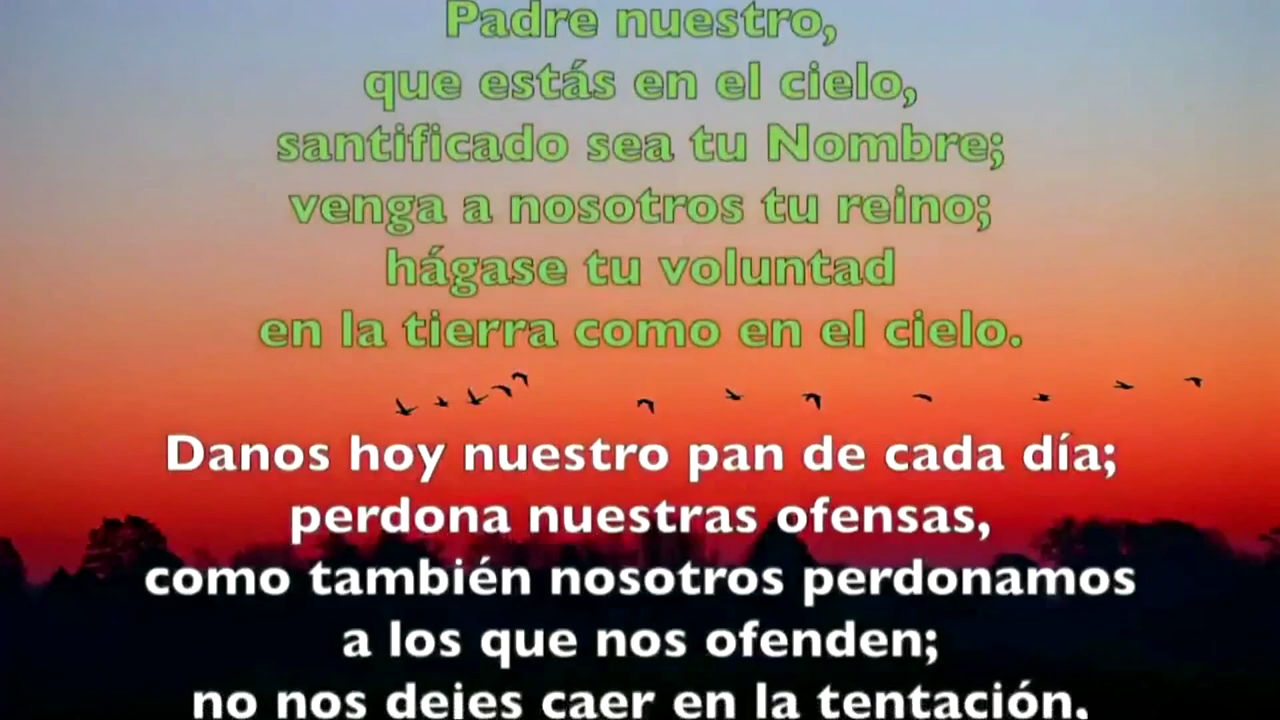 Padre nuestro,
que estás en el cielo,
santificado sea tu Nombre;
venga a nosotros tu reino;
hágase tu voluntad
en la tierra como en el cielo.
Danos hoy nuestro pan de cada día;
perdona nuestras ofensas,
como también nosotros perdonamos
a los que nos ofenden;
no nos dejes caer en la tentación,